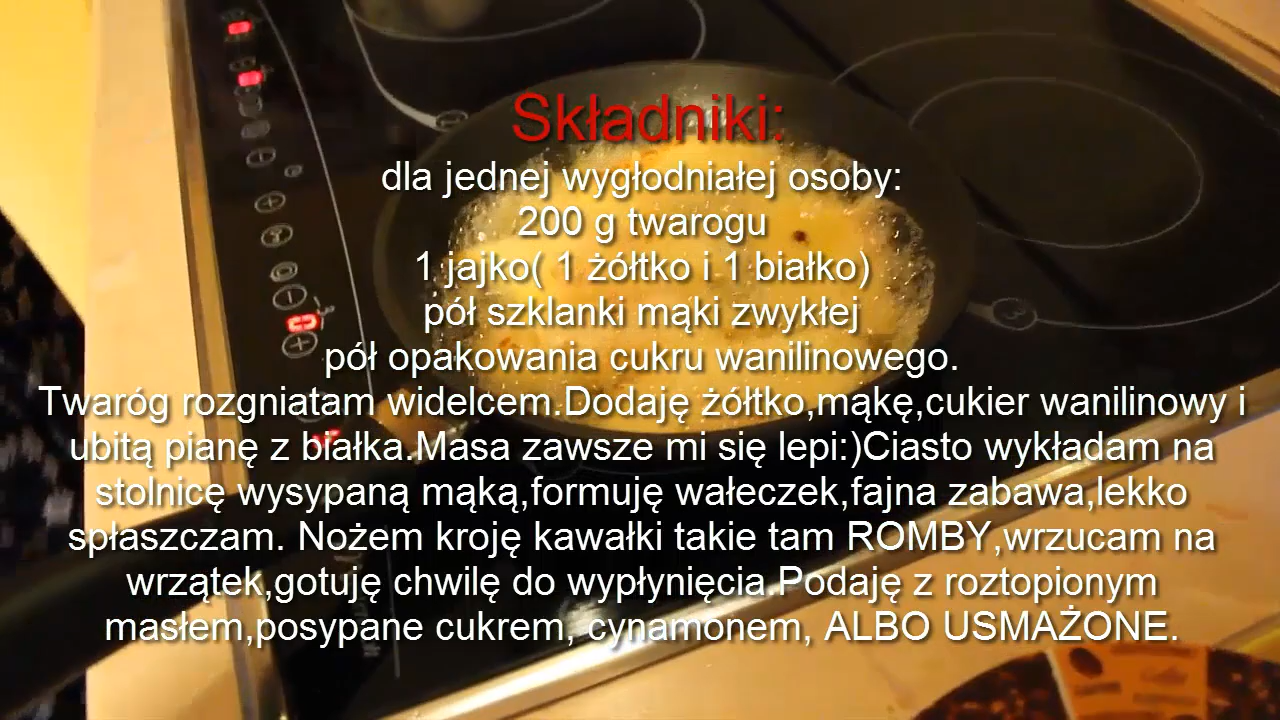 Składniki:
dla jednej wygłodniałej osoby:
200 g twarogu
1 jajko( 1 żółtko i 1 białko)
pół szklanki mąki zwykłej
pół opakowania cukru wanilinowego.
Twaróg rozgniatam widelcem.Dodaję żółtko,mąkę,cukier wanilinowy i
ubitą pianę z białka.Masa zawsze mi się lepi:)Ciasto wykładam na
stolnicę wysypaną mąką,formuję wałeczek,fajna zabawa,lekko
spłaszczam. Nożem kroję kawałki takie tam ROMBY,wrzucam na
wrzątek,gotuję chwilę do wypłynięcia.Podaję z roztopionym
masłem,posypane cukrem, cynamonem, ALBO USMAŻONE.